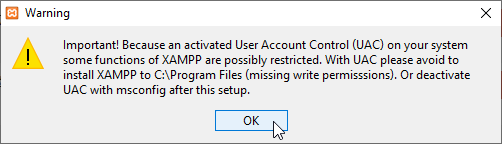 Warning
Important! Because an activated User Account Control (UAC) on your system
some functions of XAMPP are possibly restricted. With UAC please avoid to
install XAMPP to C:\Program Files (missing write permisssions). Or deactivate
UAC with msconfig after this setup.
OK